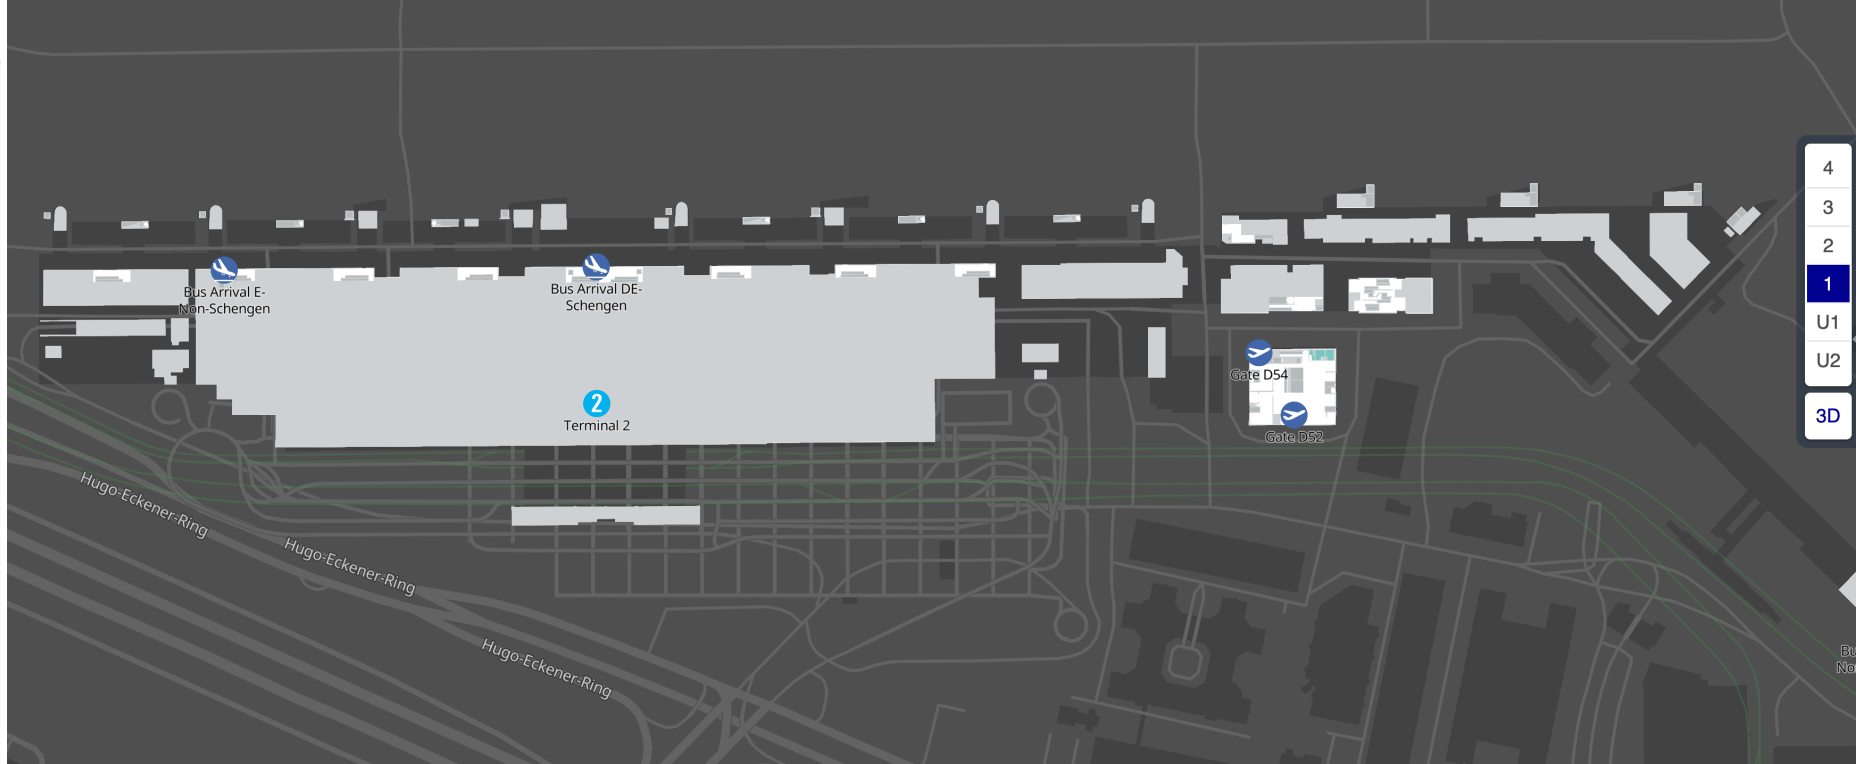 4
3
2
1
U1
U2
3D
Bus Arrival E-
Non-Schengen
Bus Arrival DE-
Schengen
Gate D54
Gate D52
2
Terminal 2
Hugo-Eckener-Ring
Hugo-Eckener-Ring
Hugo-Eckener-Ring